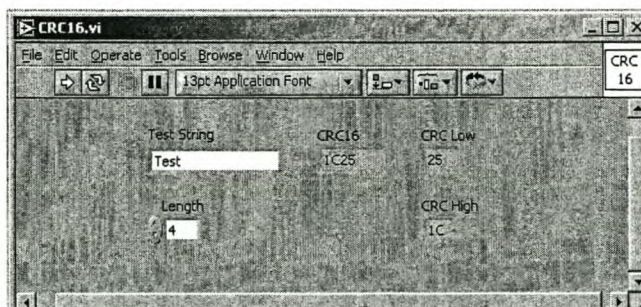 CRC16.vi
File Edit Operate Tools Browse Window Help
CRC
16
13pt Application Font
Test String CRC16 CRC Low
Test 1C25 25
Length CRC High
4 1C